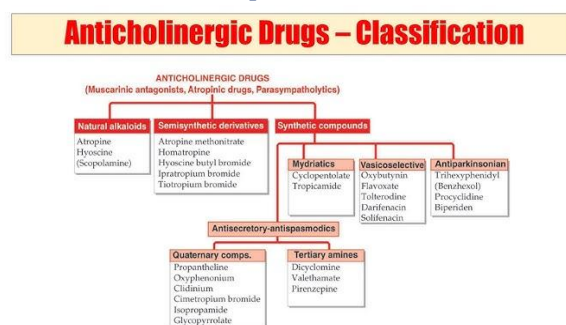 Anticholinergic Drugs – Classification
ANTICHOLINERGIC DRUGS
(Muscarinic antagonists, Atropinic drugs, Parasympatholytics)
Natural alkaloids
Atropine
Hyoscine
(Scopolamine)
Semisynthetic derivatives
Atropine methonitrate
Homatropine
Hyoscine butyl bromide
Ipratropium bromide
Tiotropium bromide
Synthetic compounds
Mydriatics
Cyclopentolate
Tropicamide
Vasicoselective
Oxybutynin
Flavoxate
Tolterodine
Darifenacin
Solifenacin
Antiparkinsonian
Trihexyphenidyl
(Benzhexol)
Procyclidine
Biperiden
Antisecretory-antispasmodics
Quaternary comps.
Propantheline
Oxyphenonium
Clidinium
Cimetropium bromide
Isopropamide
Glycopyrrolate
Tertiary amines
Dicyclomine
Valethamate
Pirenzepine